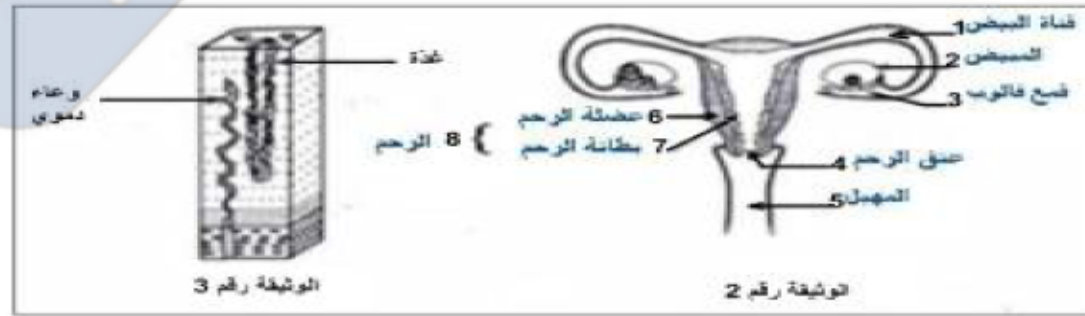 1 قناة البيض
2 المبيض
3 قمع فالوب
4 عنق الرحم
5 المهبل
6 عضلة الرحم
7 بطانة الرحم
8 الرحم
الوثيقة رقم 2
غدة
وعاء
دموي
الوثيقة رقم 3